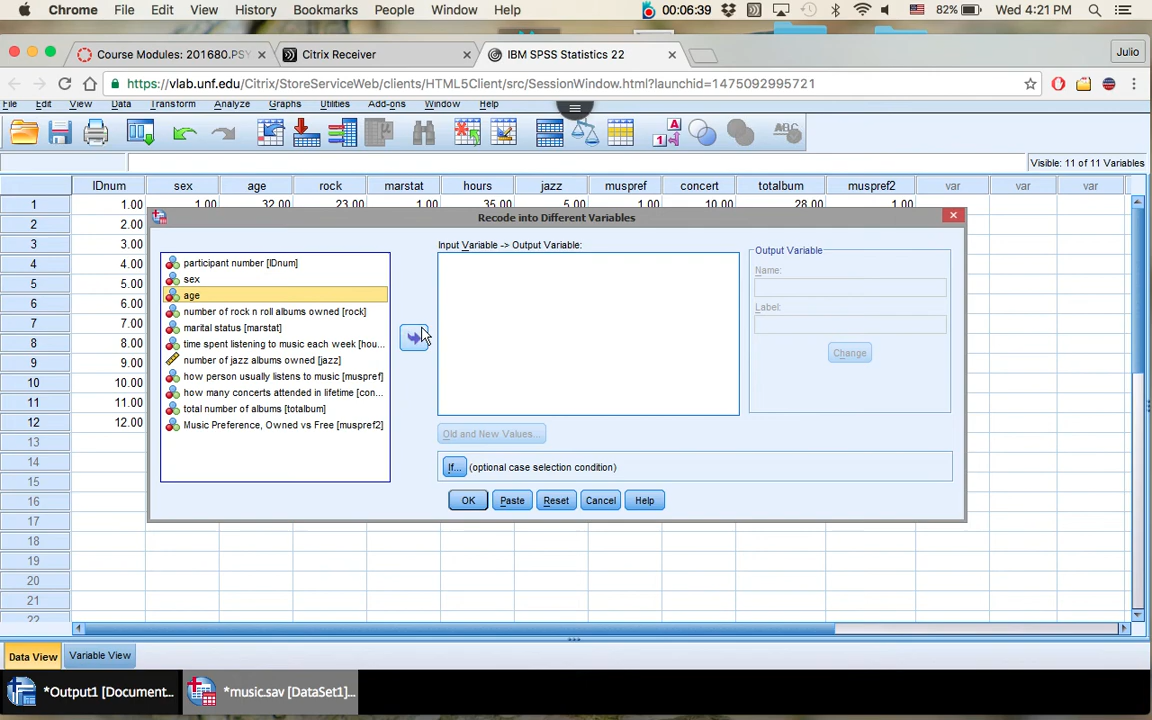 Chrome File Edit View History Bookmarks People Window Help 00:06:39 82% Wed 4:21 PM
Course Modules: 201680.PSY Citrix Receiver IBM SPSS Statistics 22 Julio
https://vlab.unf.edu/Citrix/StoreServiceWeb/clients/HTML5Client/src/SessionWindow.html?launchid=1475092995721
File Edit View Data Transform Analyze Graphs Utilities Add-ons Window Help
Visible: 11 of 11 Variables
IDnum sex age rock marstat hours jazz muspref concert totalbum muspref2 var var var
1 1.00 1.00 32.00 23.00 1.00 35.00 5.00 1.00 10.00 28.00 1.00
2 2.00
3 3.00
4 4.00
5 5.00
6 6.00
7 7.00
8 8.00
9 9.00
10 10.00
11 11.00
12 12.00
13
14
15
16
17
18
19
20
21
22
Recode into Different Variables
participant number [IDnum]
sex
age
number of rock n roll albums owned [rock]
marital status [marstat]
time spent listening to music each week [hou...
number of jazz albums owned [jazz]
how person usually listens to music [muspref]
how many concerts attended in lifetime [con...
total number of albums [totalbum]
Music Preference, Owned vs Free [muspref2]
Input Variable -> Output Variable:
Output Variable
Name:
Label:
Change
Old and New Values...
If... (optional case selection condition)
OK Paste Reset Cancel Help
Data View Variable View
*Output1 [Document... *music.sav [DataSet1]...